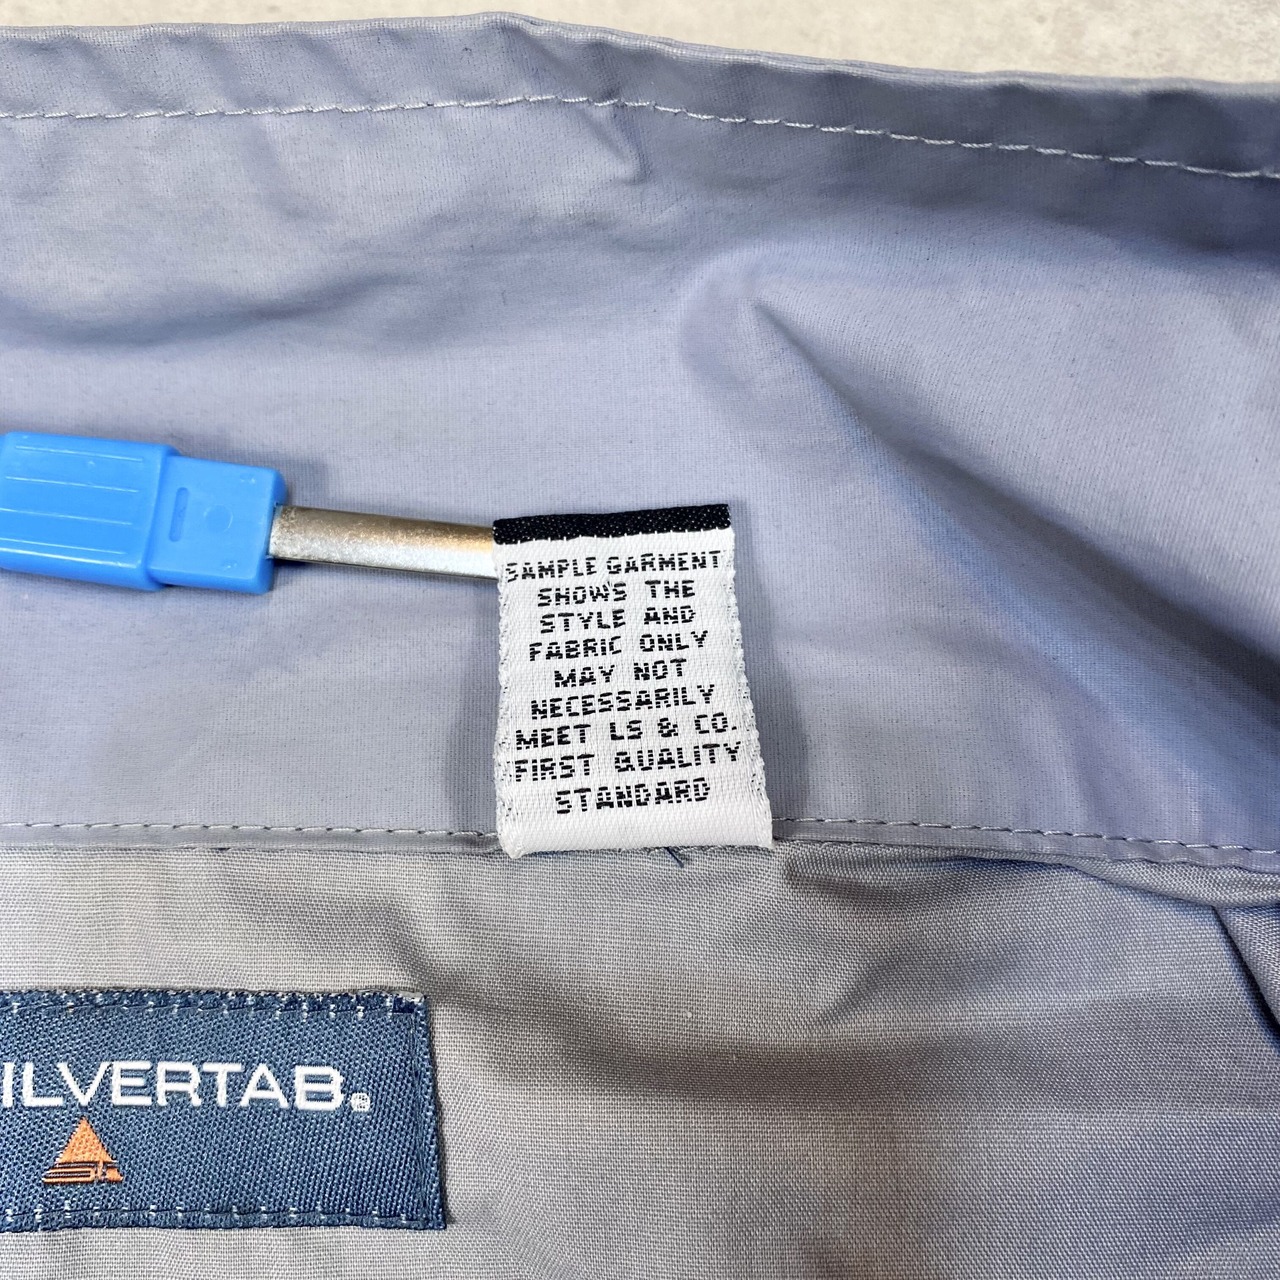 SAMPLE GARMENT
SHOWS THE
STYLE AND
FABRIC ONLY
MAY NOT
NECESSARILY
MEET LS & CO.
FIRST QUALITY
STANDARD
ILVERTAB®